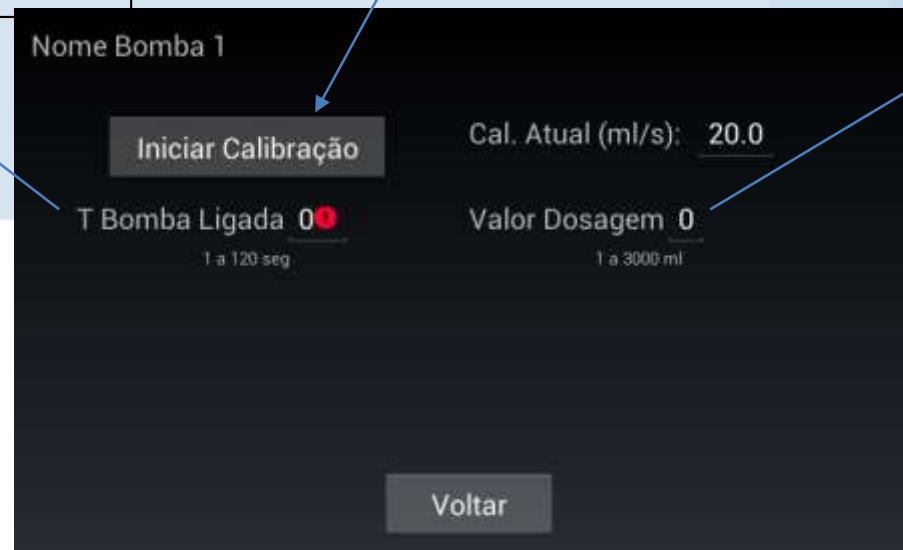 Nome Bomba 1
Iniciar Calibração
Cal. Atual (ml/s): 20.0
T Bomba Ligada 0
Valor Dosagem 0
1 a 120 seg
1 a 3000 ml
Voltar